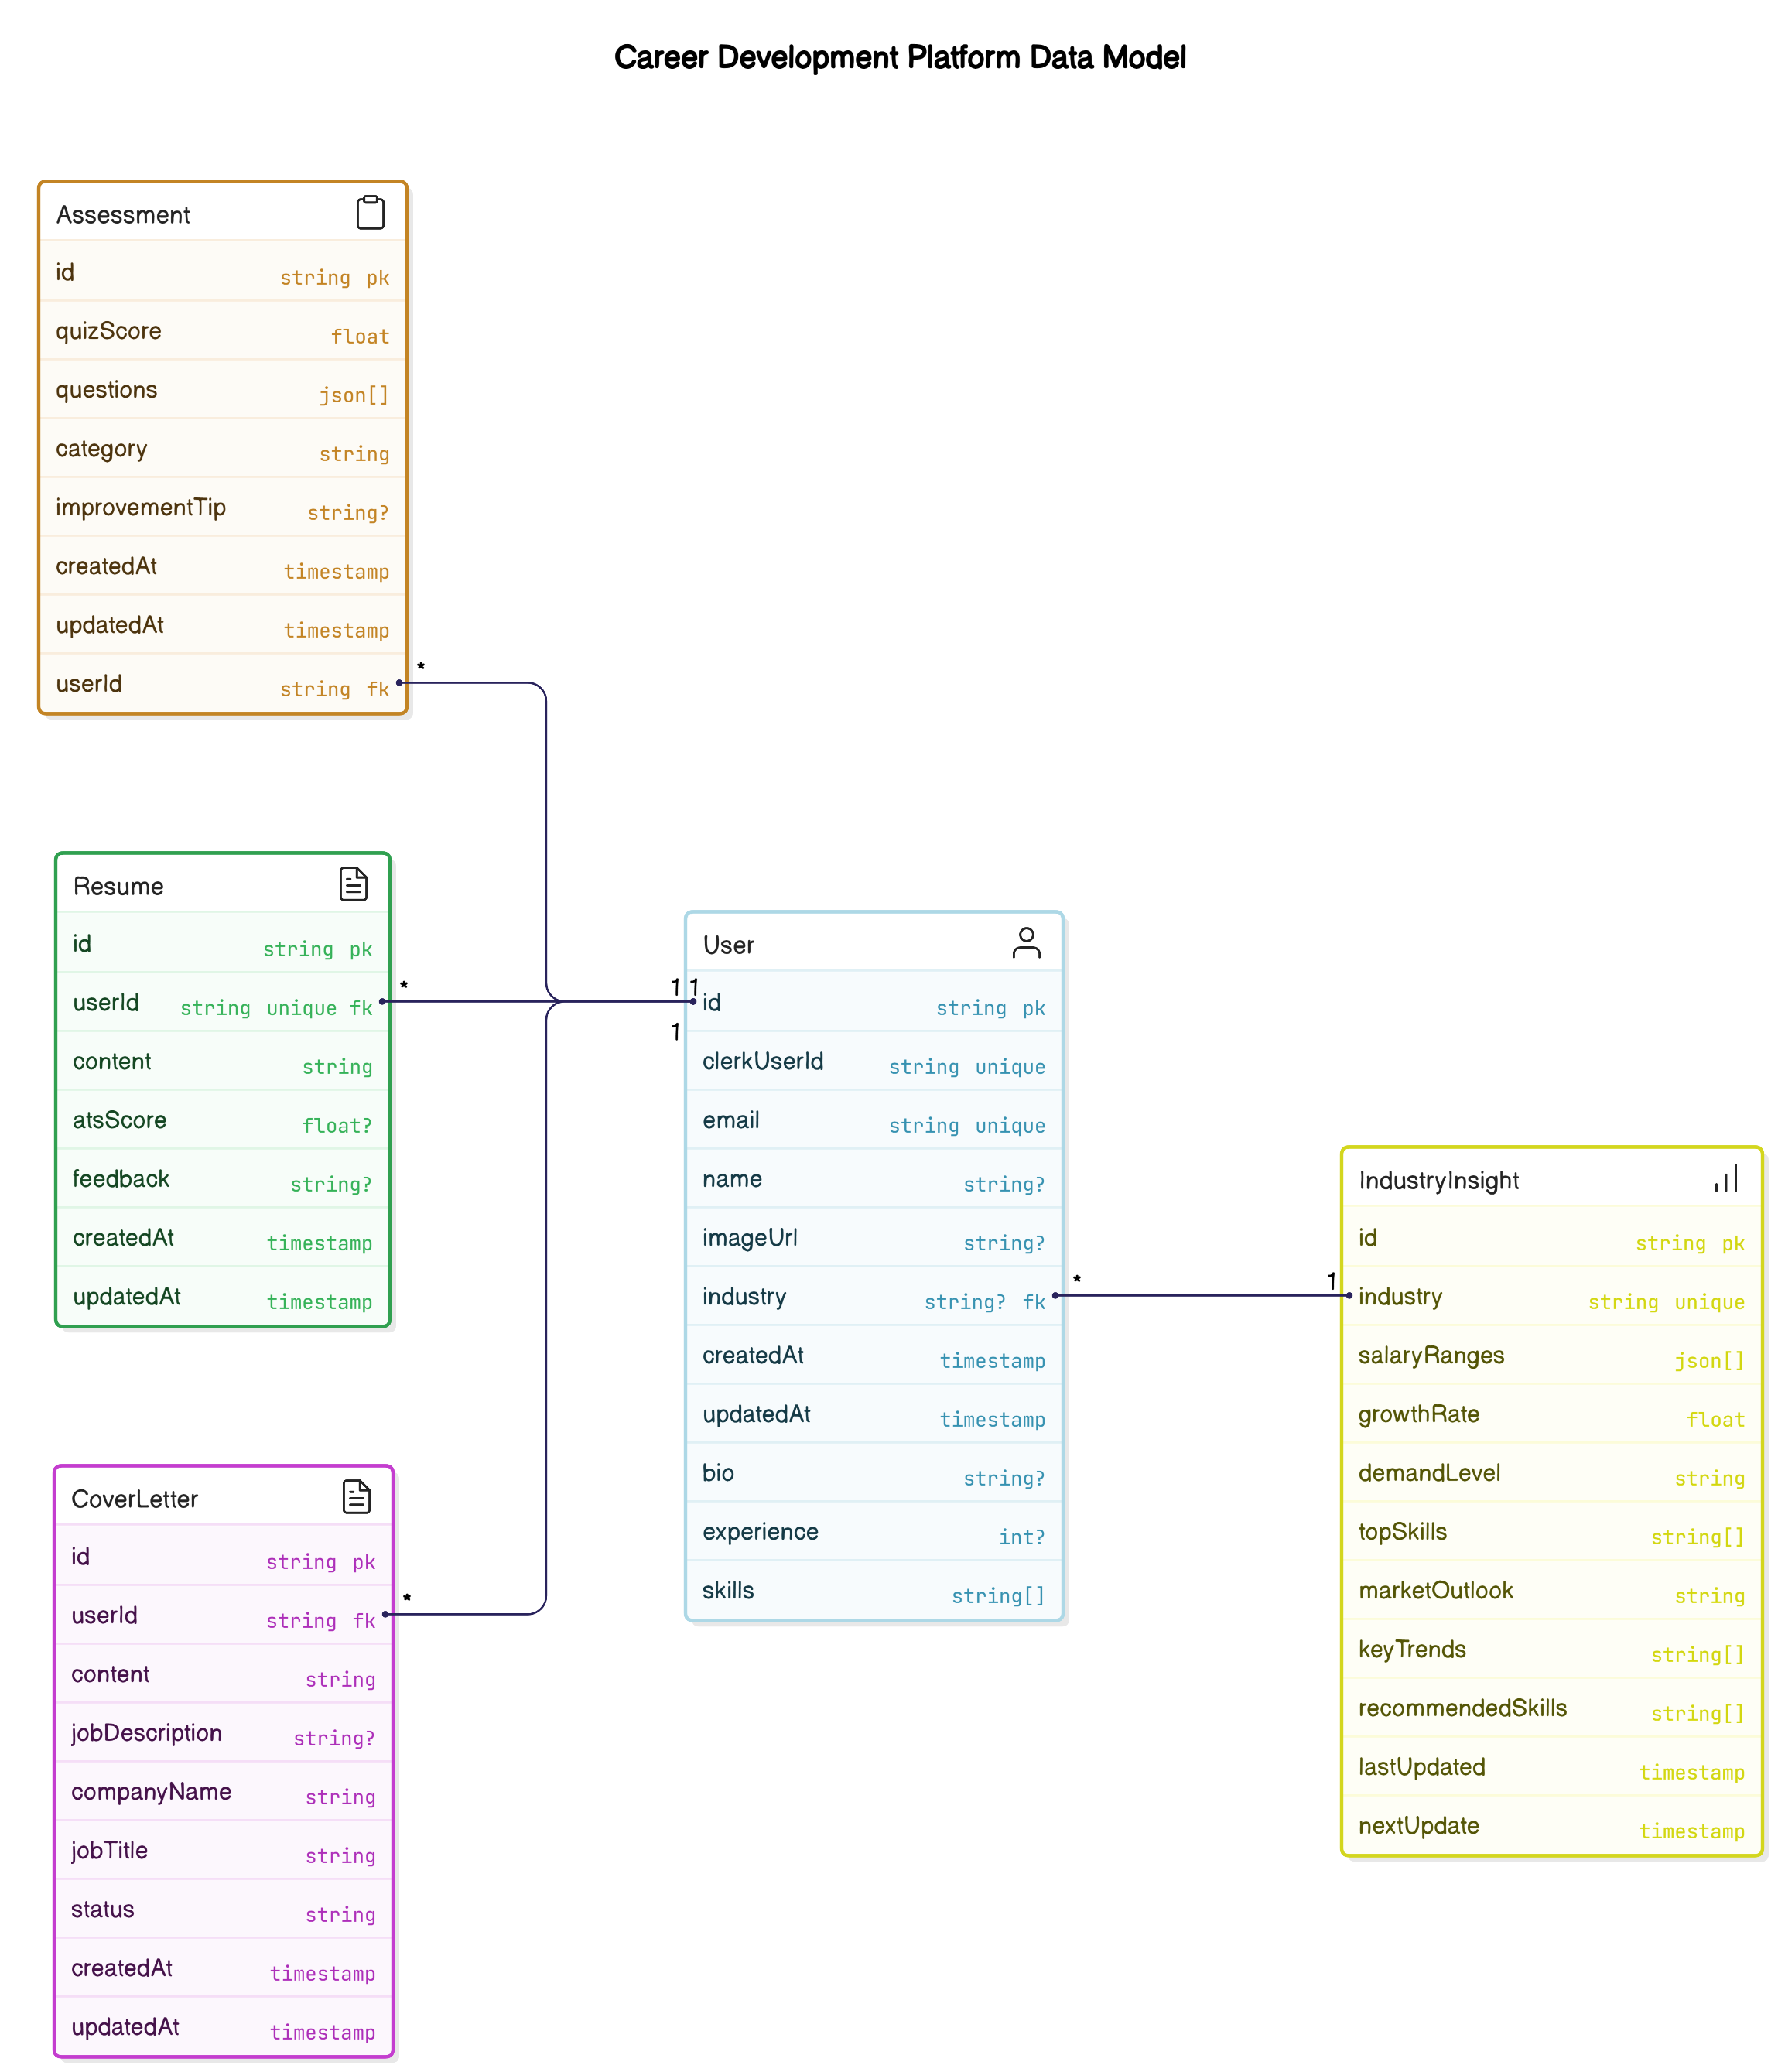 Career Development Platform Data Model
Assessment
id string pk
quizScore float
questions json[]
category string
improvementTip string?
createdAt timestamp
updatedAt timestamp
userId string fk
*
Resume
id string pk
userId string unique fk
*
content string
atsScore float?
feedback string?
createdAt timestamp
updatedAt timestamp
CoverLetter
id string pk
userId string fk
*
content string
jobDescription string?
companyName string
jobTitle string
status string
createdAt timestamp
updatedAt timestamp
User
1 1
id string pk
1
clerkUserId string unique
email string unique
name string?
imageUrl string?
industry string? fk
*
createdAt timestamp
updatedAt timestamp
bio string?
experience int?
skills string[]
IndustryInsight
id string pk
1
industry string unique
salaryRanges json[]
growthRate float
demandLevel string
topSkills string[]
marketOutlook string
keyTrends string[]
recommendedSkills string[]
lastUpdated timestamp
nextUpdate timestamp